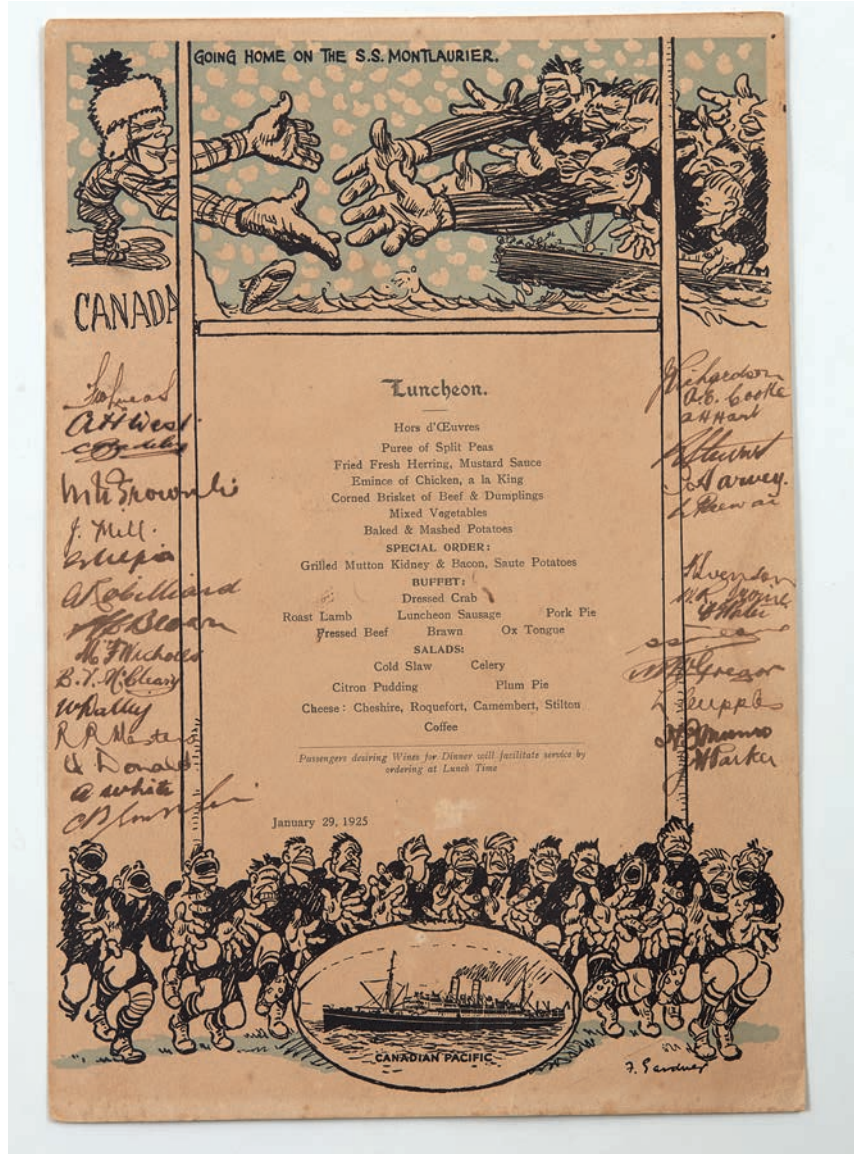 GOING HOME ON THE S.S. MONTLAURIER.
CANADA
Luncheon.
Hors d'Œuvres
Puree of Split Peas
Fried Fresh Herring, Mustard Sauce
Emince of Chicken, a la King
Corned Brisket of Beef & Dumplings
Mixed Vegetables
Baked & Mashed Potatoes
SPECIAL ORDER:
Grilled Mutton Kidney & Bacon, Saute Potatoes
BUFFET:
Dressed Crab
Roast Lamb Luncheon Sausage Pork Pie
Pressed Beef Brawn Ox Tongue
SALADS:
Cold Slaw Celery
Citron Pudding Plum Pie
Cheese: Cheshire, Roquefort, Camembert, Stilton
Coffee
Passengers desiring Wines for Dinner will facilitate service by
ordering at Lunch Time
January 29, 1925
A H West.
J. Mill.
A Robilliard
M. F Nicholls
B. V. McCleary
R R Masters
Donald
a white
Richardson
A. E. Cooke
A H Hart
Harvey.
McGregor
Cupples
Munro
Parker
CANADIAN PACIFIC
F. Gardner